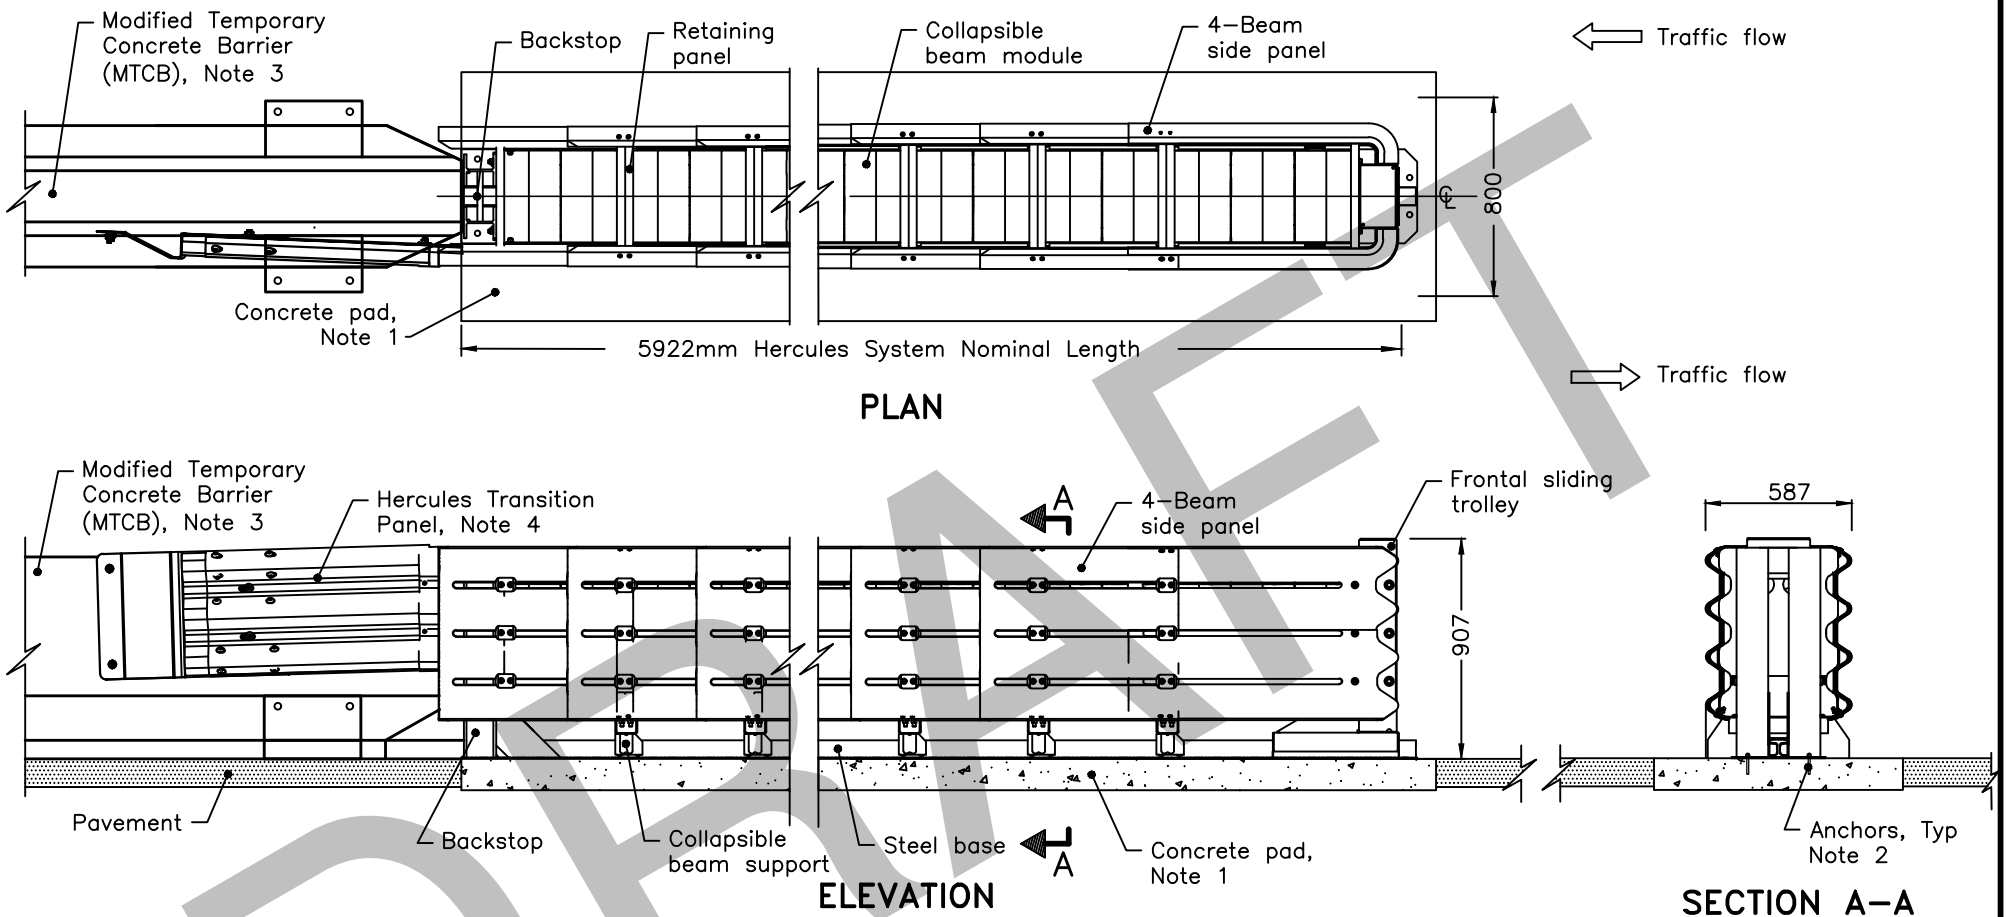 Modified Temporary
Concrete Barrier
(MTCB), Note 3
Backstop
Retaining
panel
Collapsible
beam module
4-Beam
side panel
Traffic flow
800
℄
Concrete pad,
Note 1
5922mm Hercules System Nominal Length
Traffic flow
PLAN
Modified Temporary
Concrete Barrier
(MTCB), Note 3
Hercules Transition
Panel, Note 4
A
4-Beam
side panel
Frontal sliding
trolley
587
907
Pavement
Backstop
Collapsible
beam support
Steel base
A
Concrete pad,
Note 1
Anchors, Typ
Note 2
ELEVATION
SECTION A-A
DRAFT